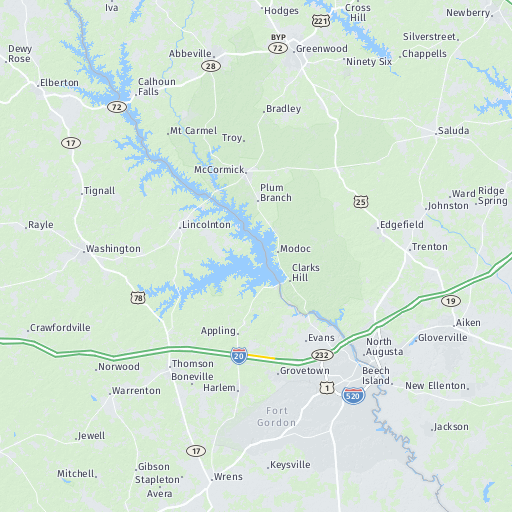 Iva
Hodges
Cross
Hill
221
Newberry
Dewy
Rose
Abbeville
BYP
72
Greenwood
Silverstreet
Chappells
28
Ninety Six
Elberton
Calhoun
Falls
72
Bradley
Mt Carmel
Troy
Saluda
17
McCormick
Plum
Branch
Tignall
25
Ward
Ridge
Spring
Johnston
Rayle
Lincolnton
Edgefield
Washington
Modoc
Trenton
Clarks
Hill
78
19
Crawfordville
Appling
Evans
North
Augusta
Aiken
Gloverville
20
232
Norwood
Thomson
Boneville
Grovetown
Beech
Island
Warrenton
Harlem
1
520
New Ellenton
Fort
Gordon
Jewell
Jackson
17
Mitchell
Gibson
Stapleton
Avera
Wrens
Keysville